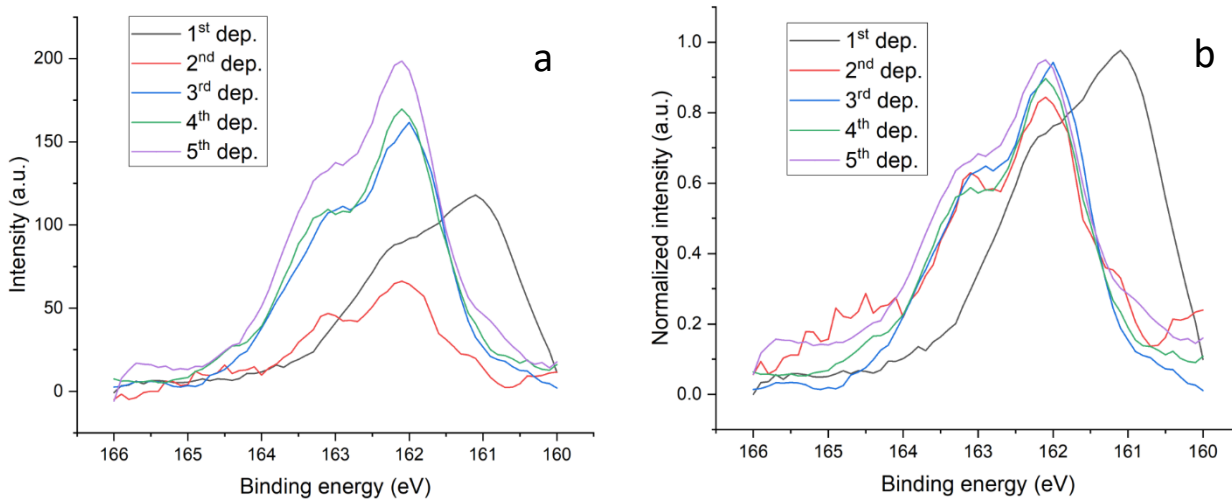 a
1st dep.
2nd dep.
3rd dep.
4th dep.
5th dep.
200
150
100
50
0
Intensity (a.u.)
166 165 164 163 162 161 160
Binding energy (eV)
b
1st dep.
2nd dep.
3rd dep.
4th dep.
5th dep.
1.0
0.8
0.6
0.4
0.2
0.0
Normalized intensity (a.u.)
166 165 164 163 162 161 160
Binding energy (eV)